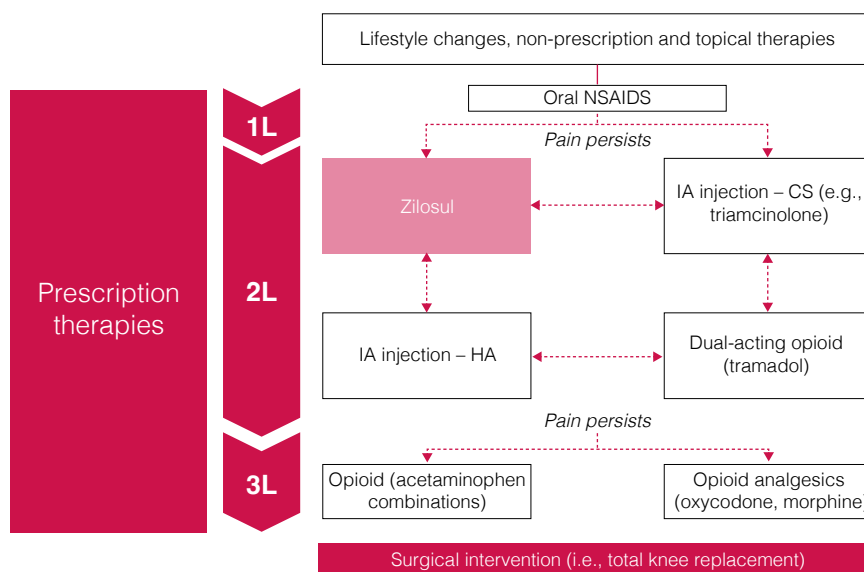 Lifestyle changes, non-prescription and topical therapies
Oral NSAIDS
1L
Pain persists
Zilosul
IA injection – CS (e.g.,
triamcinolone)
Prescription
therapies
2L
IA injection – HA
Dual-acting opioid
(tramadol)
Pain persists
3L
Opioid (acetaminophen
combinations)
Opioid analgesics
(oxycodone, morphine)
Surgical intervention (i.e., total knee replacement)